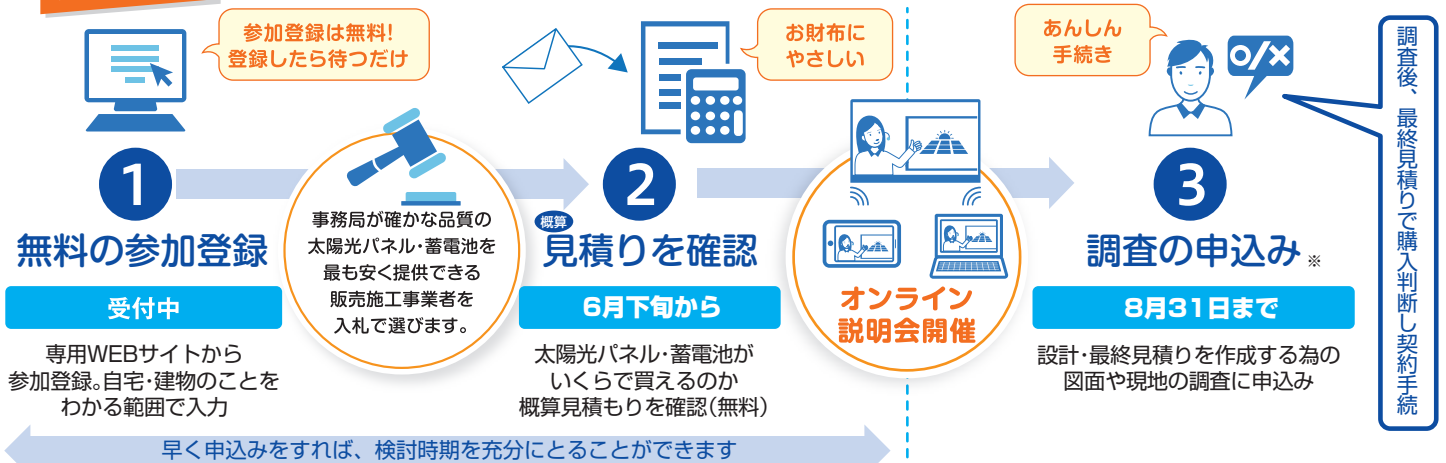 参加登録は無料!
登録したら待つだけ
1
無料の参加登録
受付中
専用WEBサイトから
参加登録。自宅・建物のことを
わかる範囲で入力
事務局が確かな品質の
太陽光パネル・蓄電池を
最も安く提供できる
販売施工事業者を
入札で選びます。
お財布に
やさしい
2
概算
見積りを確認
6月下旬から
太陽光パネル・蓄電池が
いくらで買えるのか
概算見積もりを確認(無料)
オンライン
説明会開催
あんしん
手続き
o/×
3
調査の申込み※
8月31日まで
設計・最終見積りを作成する為の
図面や現地の調査に申込み
調査後、最終見積りで購入判断し契約手続
早く申込みをすれば、検討時期を充分にとることができます